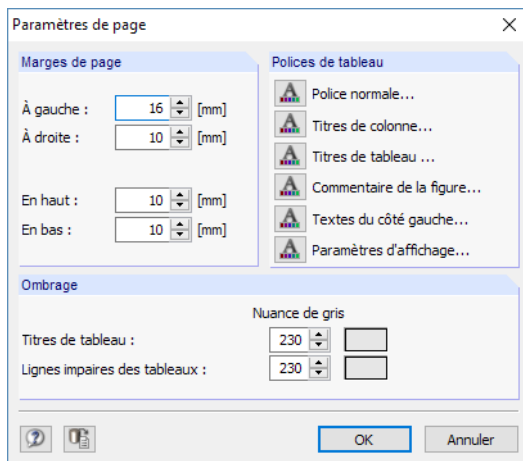 Paramètres de page
Marges de page
À gauche : 16 [mm]
À droite : 10 [mm]
En haut : 10 [mm]
En bas : 10 [mm]
Polices de tableau
Police normale...
Titres de colonne...
Titres de tableau ...
Commentaire de la figure...
Textes du côté gauche...
Paramètres d'affichage...
Ombrage
Nuance de gris
Titres de tableau : 230
Lignes impaires des tableaux : 230
OK Annuler